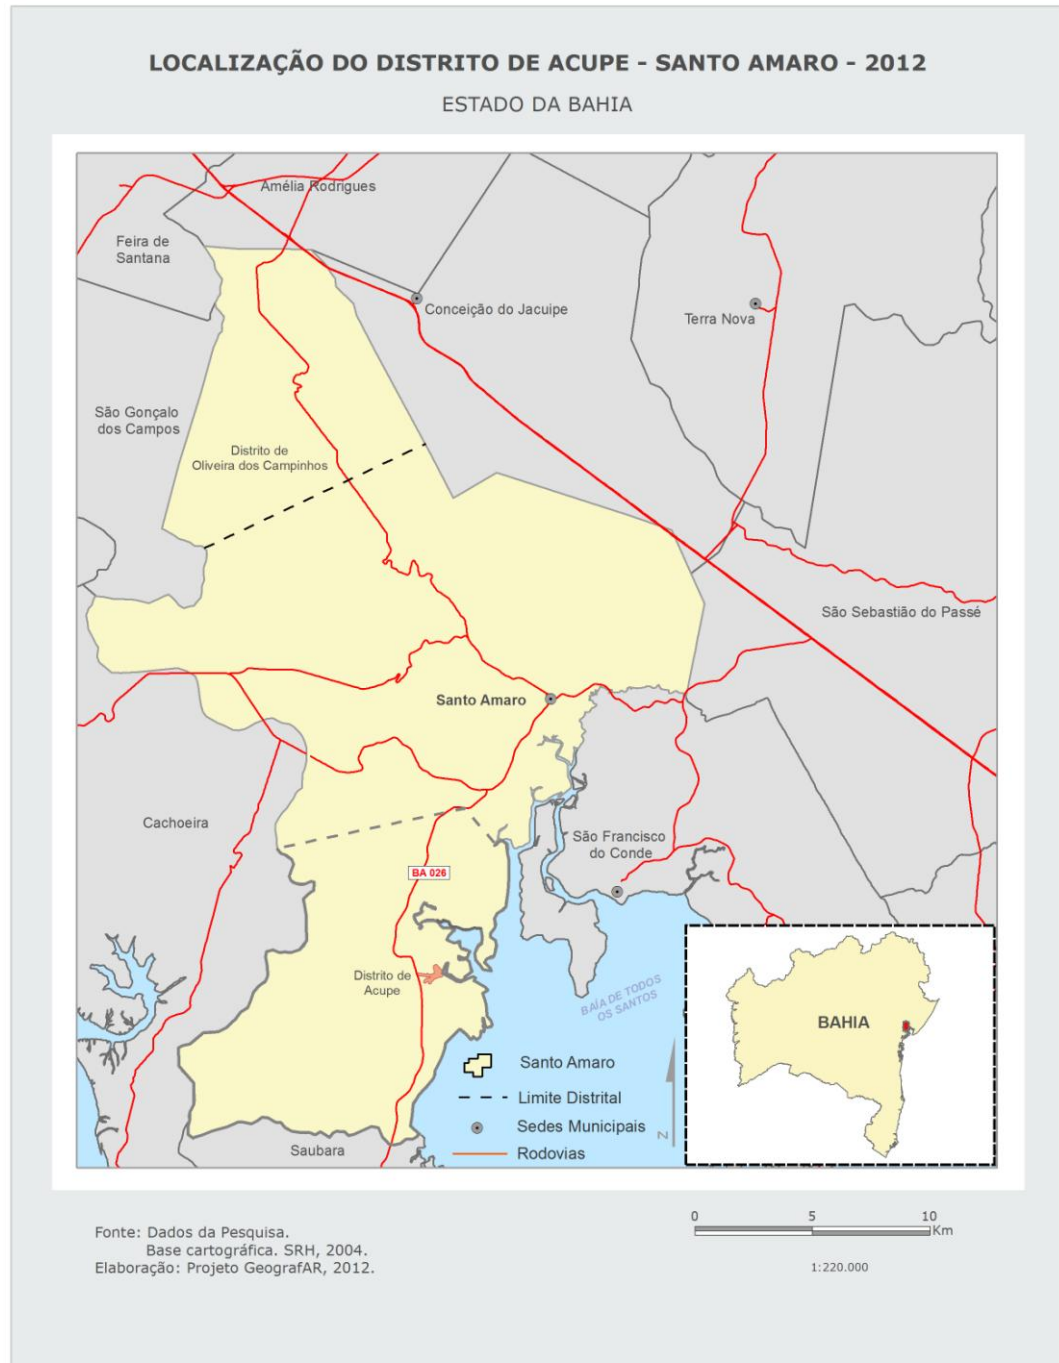 LOCALIZAÇÃO DO DISTRITO DE ACUPE - SANTO AMARO - 2012
ESTADO DA BAHIA
Amélia Rodrigues
Feira de
Santana
Conceição do Jacuipe
Terra Nova
São Gonçalo
dos Campos
Distrito de
Oliveira dos Campinhos
São Sebastião do Passé
Santo Amaro
Cachoeira
São Francisco
do Conde
BA 026
Distrito de
Acupe
BAÍA DE TODOS
OS SANTOS
BAHIA
Santo Amaro
Limite Distrital
Sedes Municipais
Rodovias
N
Saubara
Fonte: Dados da Pesquisa.
Base cartográfica. SRH, 2004.
Elaboração: Projeto GeografAR, 2012.
0 5 10
Km
1:220.000